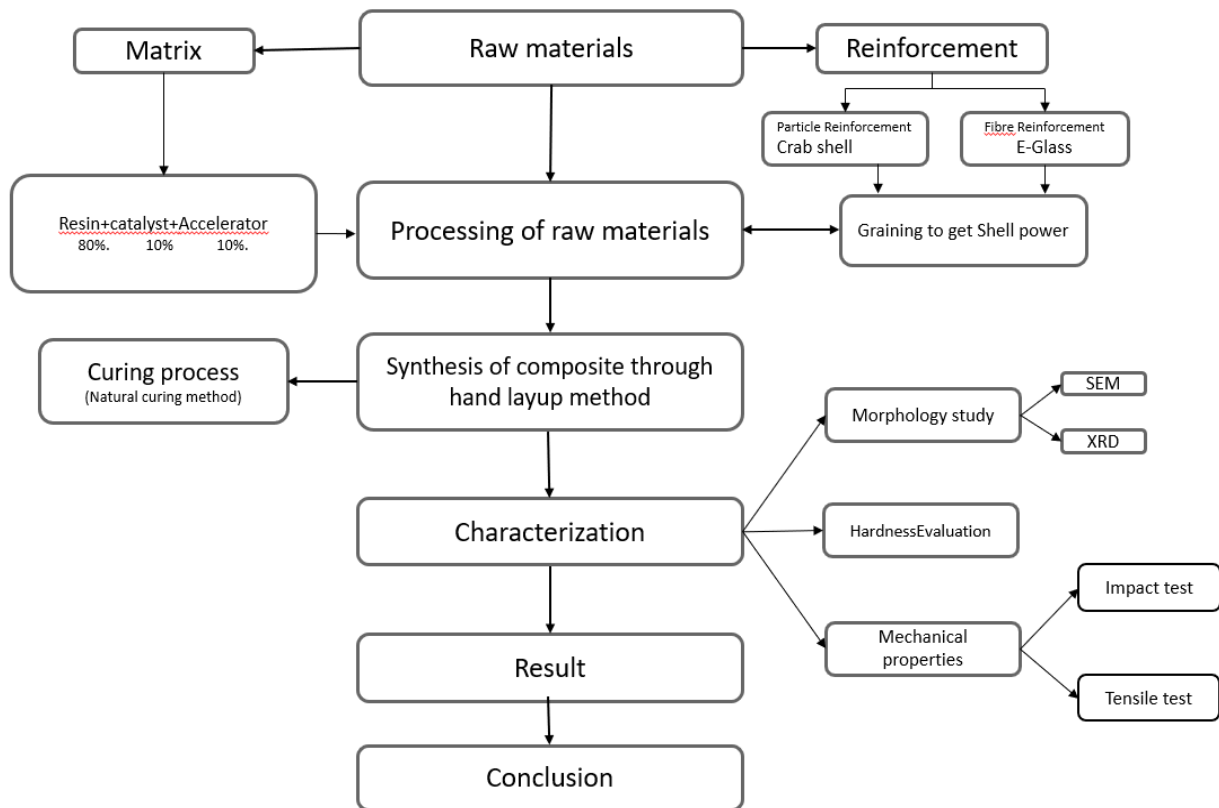 Matrix
Raw materials
Reinforcement
Particle Reinforcement
Crab shell
Fibre Reinforcement
E-Glass
Resin+catalyst+Accelerator
80%. 10% 10%.
Processing of raw materials
Graining to get Shell power
Curing process
(Natural curing method)
Synthesis of composite through
hand layup method
Morphology study
SEM
XRD
Characterization
HardnessEvaluation
Mechanical
properties
Impact test
Tensile test
Result
Conclusion